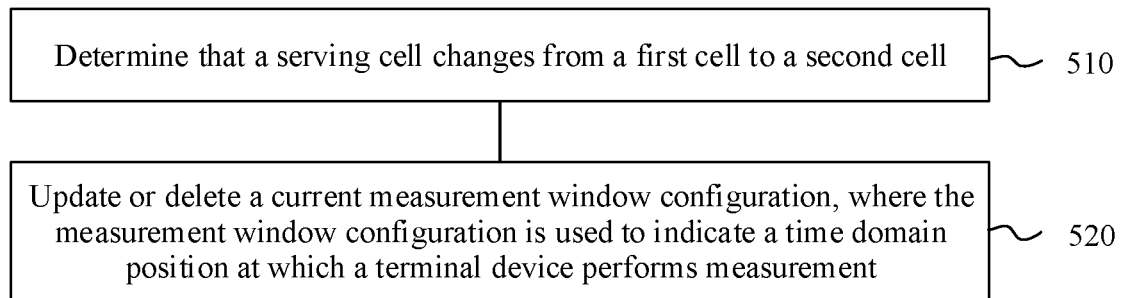 Determine that a serving cell changes from a first cell to a second cell
510
Update or delete a current measurement window configuration, where the
measurement window configuration is used to indicate a time domain
position at which a terminal device performs measurement
520